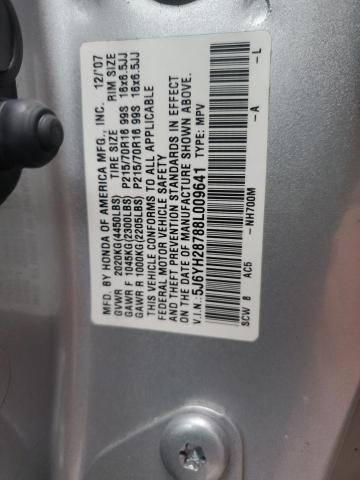 MFD. BY HONDA OF AMERICA MFG., INC. 12/'07
GVWR 2020KG(4450LBS) TIRE SIZE RIM SIZE
GAWR F 1045KG(2300LBS) P215/70R16 99S 16x6.5JJ
GAWR R 1000KG(2205LBS) P215/70R16 99S 16x6.5JJ
THIS VEHICLE CONFORMS TO ALL APPLICABLE
FEDERAL MOTOR VEHICLE SAFETY
AND THEFT PREVENTION STANDARDS IN EFFECT
ON THE DATE OF MANUFACTURE SHOWN ABOVE.
V.I.N.: 5J6YH28788L009641 TYPE: MPV
SCW 8 AC5 -NH700M -A -L